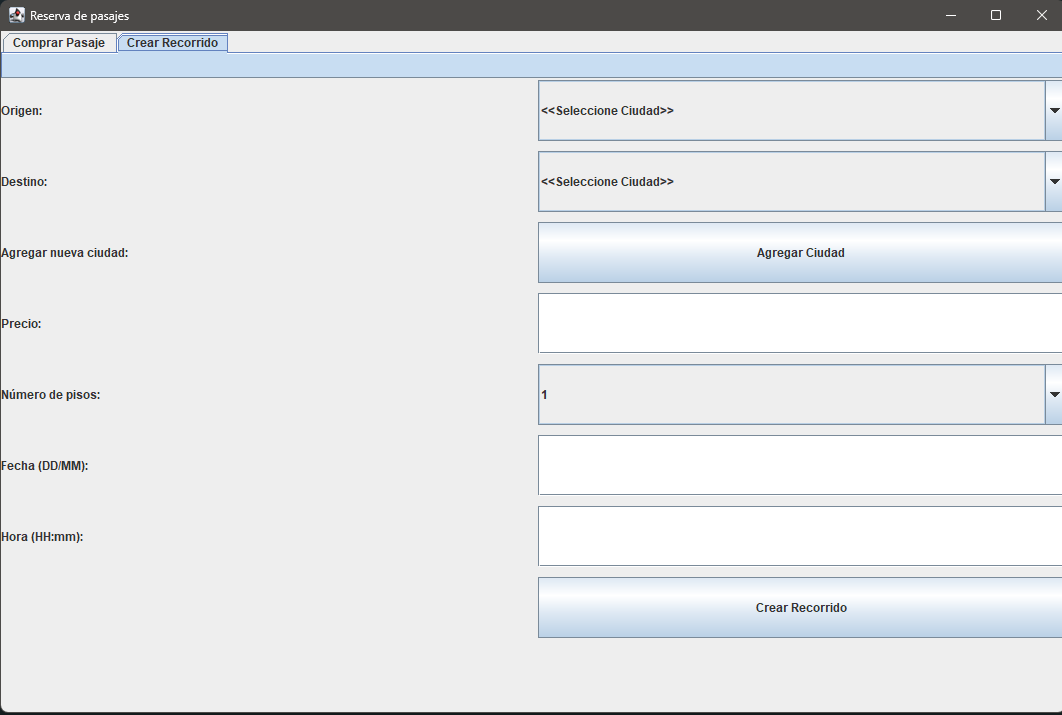 Reserva de pasajes
Comprar Pasaje
Crear Recorrido
Origen:
<<Seleccione Ciudad>>
Destino:
<<Seleccione Ciudad>>
Agregar nueva ciudad:
Agregar Ciudad
Precio:
Número de pisos:
1
Fecha (DD/MM):
Hora (HH:mm):
Crear Recorrido